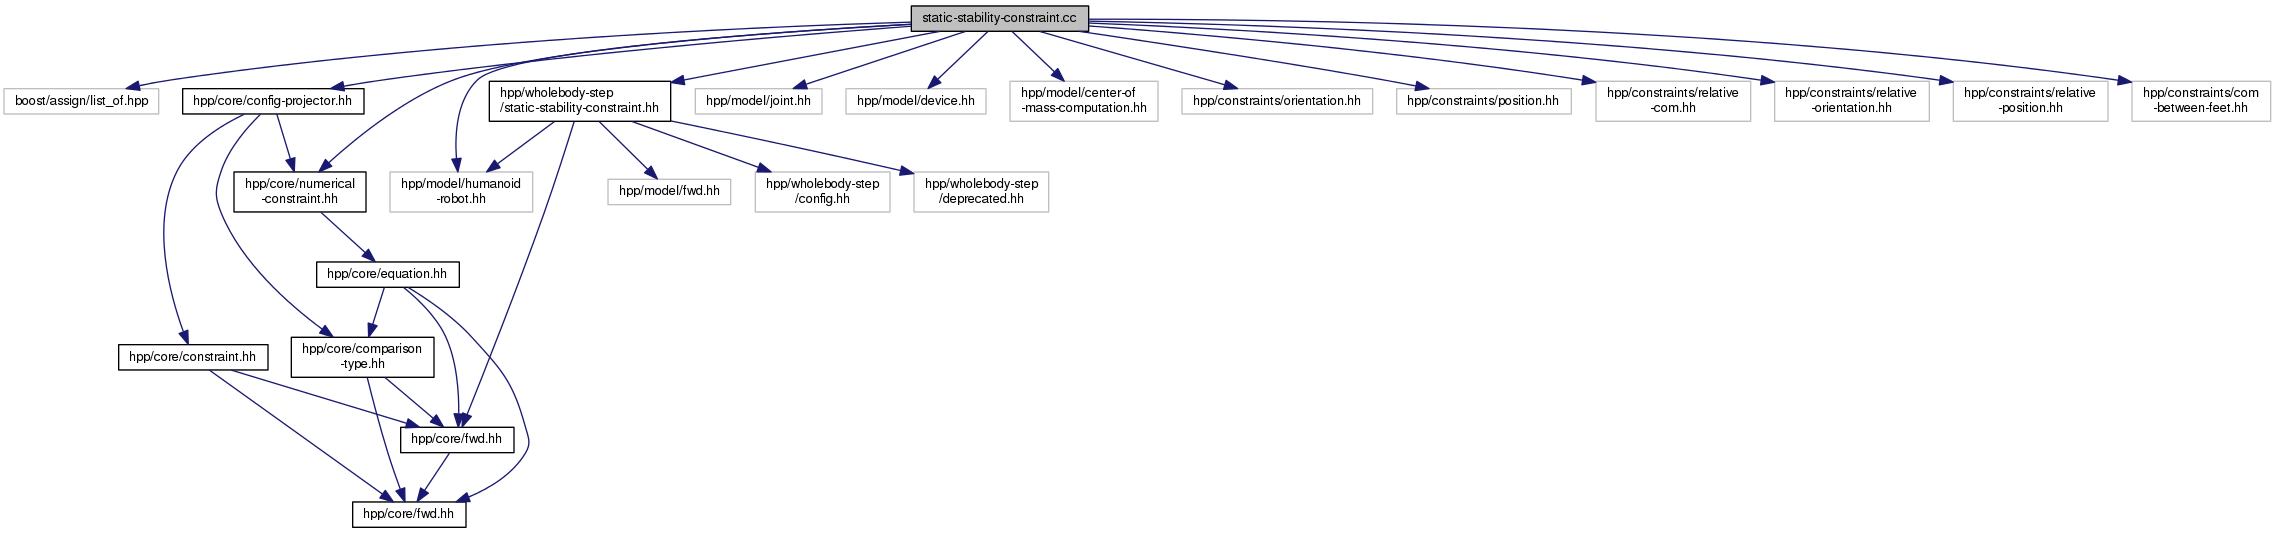 static-stability-constraint.cc
boost/assign/list_of.hpp
hpp/core/config-projector.hh
hpp/wholebody-step
/static-stability-constraint.hh
hpp/model/joint.hh
hpp/model/device.hh
hpp/model/center-of
-mass-computation.hh
hpp/constraints/orientation.hh
hpp/constraints/position.hh
hpp/constraints/relative
-com.hh
hpp/constraints/relative
-orientation.hh
hpp/constraints/relative
-position.hh
hpp/constraints/com
-between-feet.hh
hpp/core/numerical
-constraint.hh
hpp/model/humanoid
-robot.hh
hpp/model/fwd.hh
hpp/wholebody-step
/config.hh
hpp/wholebody-step
/deprecated.hh
hpp/core/equation.hh
hpp/core/constraint.hh
hpp/core/comparison
-type.hh
hpp/core/fwd.hh
hpp/core/fwd.hh